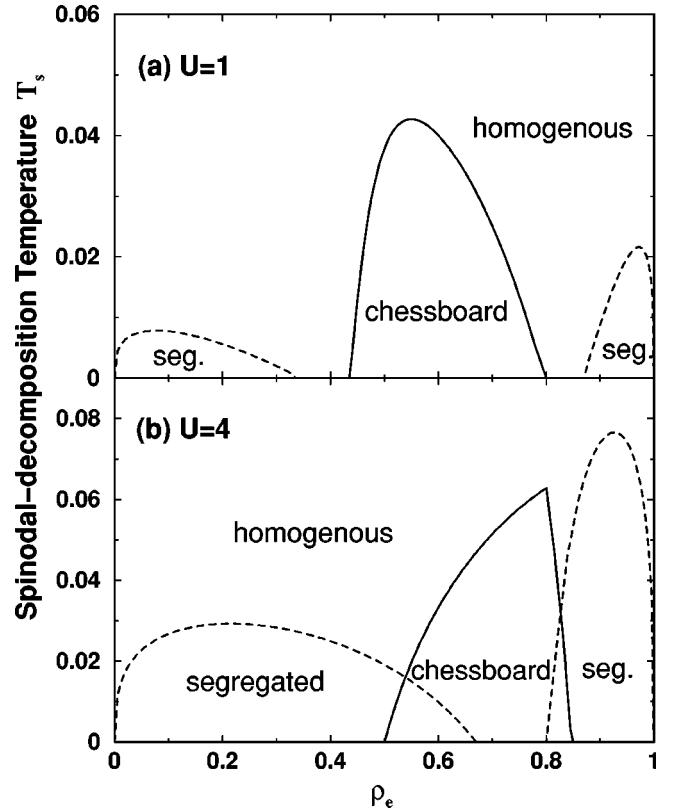 Spinodal-decomposition Temperature T_s
0.06
(a) U=1
0.04
homogenous
0.02
chessboard
seg.
seg.
0
0.08
(b) U=4
0.06
homogenous
0.04
0.02
segregated
chessboard
seg.
0
0 0.2 0.4 0.6 0.8 1
ρ_e